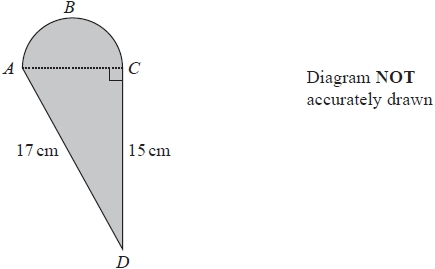 B
A
C
Diagram NOT
accurately drawn
17 cm
15 cm
D